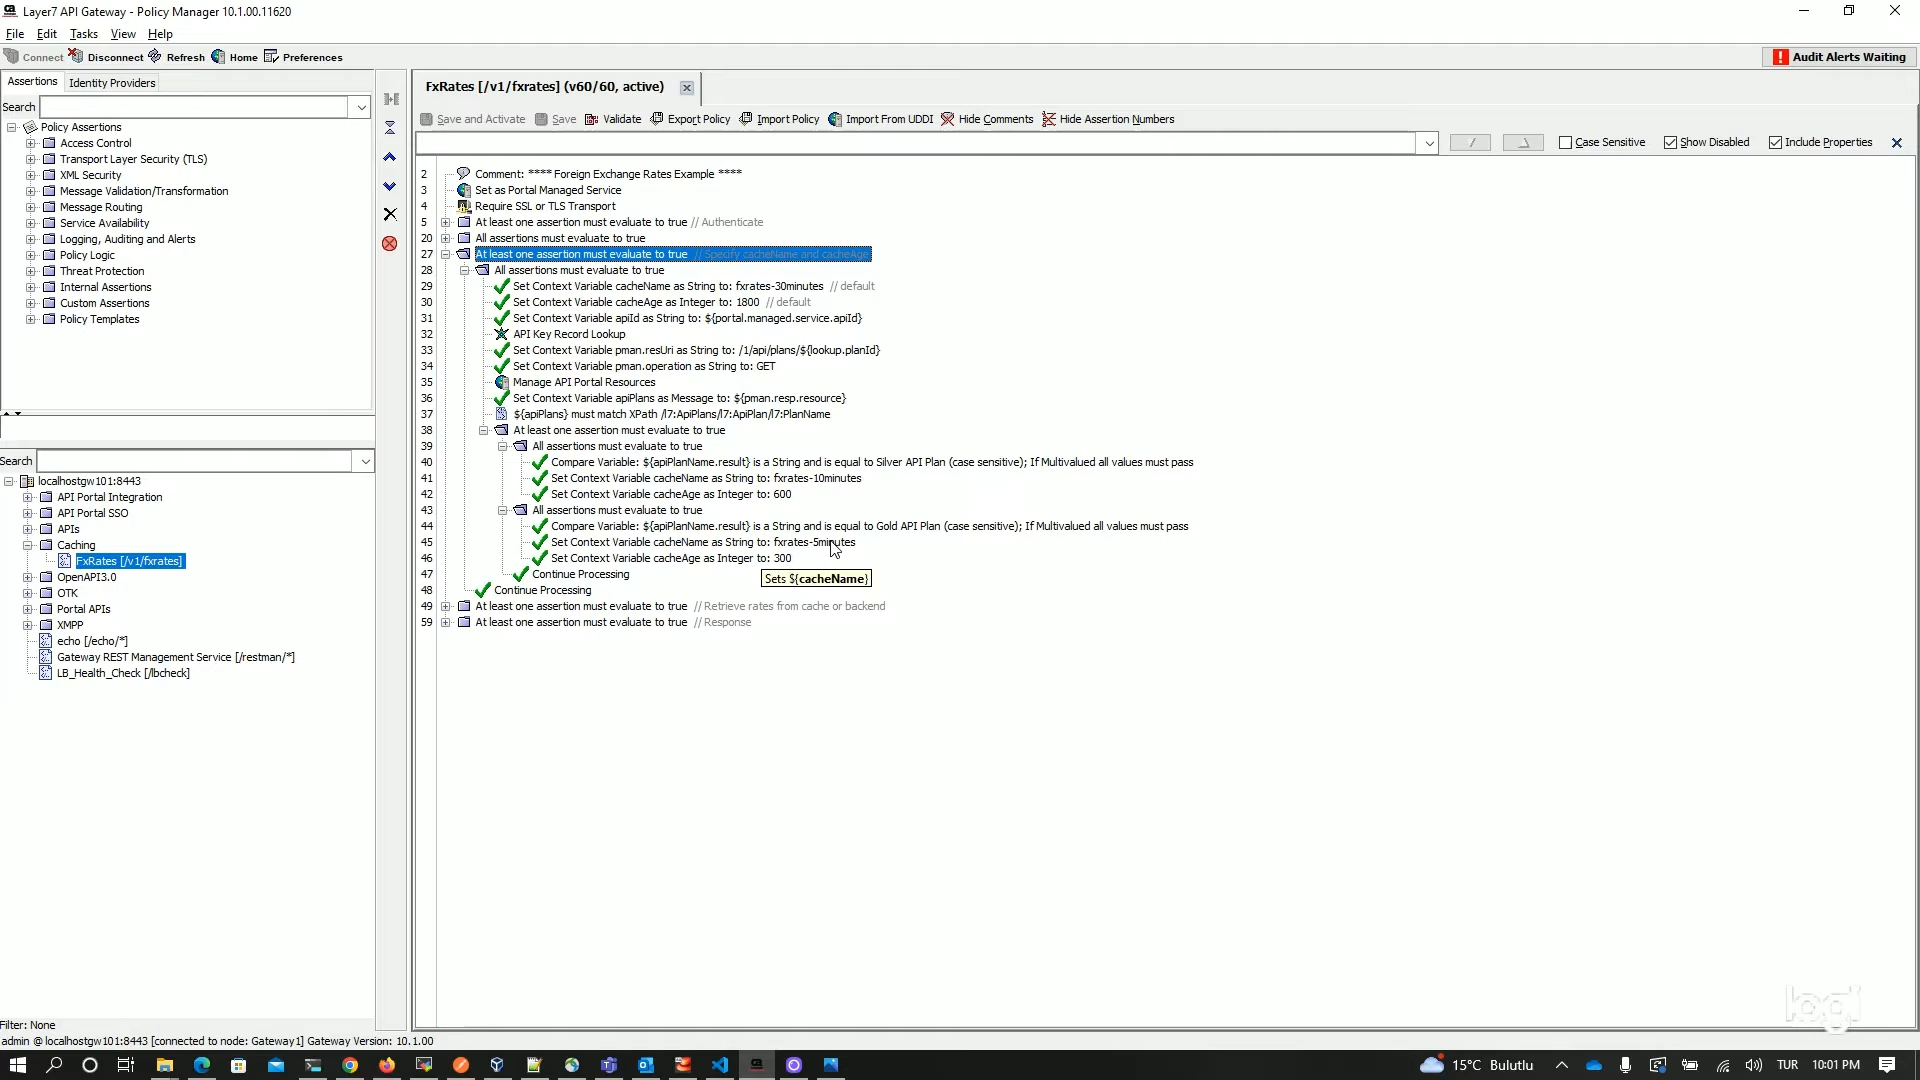 Layer7 API Gateway - Policy Manager 10.1.00.11620
File Edit Tasks View Help
Connect Disconnect Refresh Home Preferences
Audit Alerts Waiting
Assertions Identity Providers
Search
Policy Assertions
Access Control
Transport Layer Security (TLS)
XML Security
Message Validation/Transformation
Message Routing
Service Availability
Logging, Auditing and Alerts
Policy Logic
Threat Protection
Internal Assertions
Custom Assertions
Policy Templates
Search
localhostgw101:8443
API Portal Integration
API Portal SSO
APIs
Caching
FxRates [/v1/fxrates]
OpenAPI3.0
OTK
Portal APIs
XMPP
echo [/echo/*]
Gateway REST Management Service [/restman/*]
LB_Health_Check [/lbcheck]
Filter: None
FxRates [/v1/fxrates] (v60/60, active)
Save and Activate Save Validate Export Policy Import Policy Import From UDDI Hide Comments Hide Assertion Numbers
Case Sensitive Show Disabled Include Properties
2 Comment: **** Foreign Exchange Rates Example ****
3 Set as Portal Managed Service
4 Require SSL or TLS Transport
5 At least one assertion must evaluate to true // Authenticate
20 All assertions must evaluate to true
27 At least one assertion must evaluate to true // Specify cacheName and cacheAge
28 All assertions must evaluate to true
29 Set Context Variable cacheName as String to: fxrates-30minutes // default
30 Set Context Variable cacheAge as Integer to: 1800 // default
31 Set Context Variable apiId as String to: ${portal.managed.service.apiId}
32 API Key Record Lookup
33 Set Context Variable pman.resUri as String to: /1/api/plans/${lookup.planId}
34 Set Context Variable pman.operation as String to: GET
35 Manage API Portal Resources
36 Set Context Variable apiPlans as Message to: ${pman.resp.resource}
37 ${apiPlans} must match XPath /l7:ApiPlans/l7:ApiPlan/l7:PlanName
38 At least one assertion must evaluate to true
39 All assertions must evaluate to true
40 Compare Variable: ${apiPlanName.result} is a String and is equal to Silver API Plan (case sensitive); If Multivalued all values must pass
41 Set Context Variable cacheName as String to: fxrates-10minutes
42 Set Context Variable cacheAge as Integer to: 600
43 All assertions must evaluate to true
44 Compare Variable: ${apiPlanName.result} is a String and is equal to Gold API Plan (case sensitive); If Multivalued all values must pass
45 Set Context Variable cacheName as String to: fxrates-5minutes
46 Set Context Variable cacheAge as Integer to: 300
47 Continue Processing
Sets ${cacheName}
48 Continue Processing
49 At least one assertion must evaluate to true // Retrieve rates from cache or backend
59 At least one assertion must evaluate to true // Response
logi
admin @ localhostgw101:8443 [connected to node: Gateway1] Gateway Version: 10.1.00
15°C Bulutlu TUR 10:01 PM